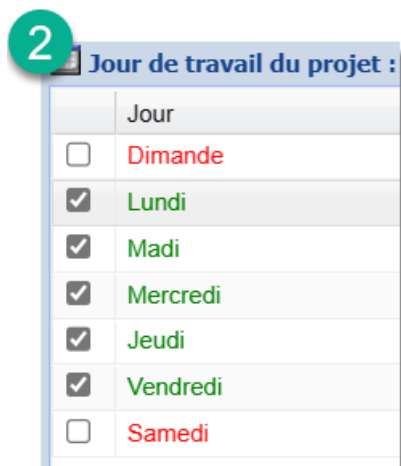 2
Jour de travail du projet :
Jour
Dimande
Lundi
Madi
Mercredi
Jeudi
Vendredi
Samedi